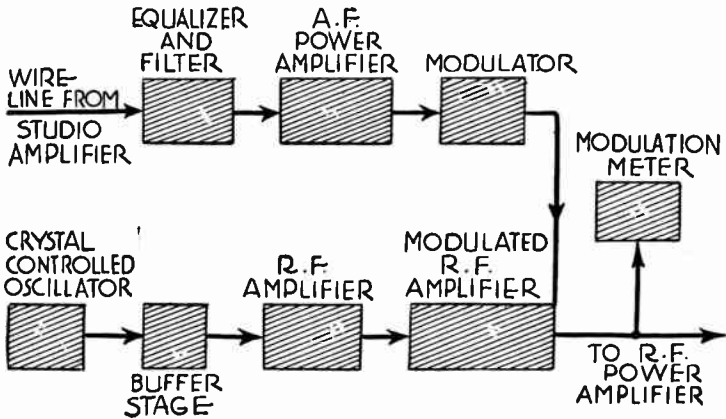 EQUALIZER
AND
FILTER
A.F.
POWER
AMPLIFIER
MODULATOR
WIRE-
LINE FROM
STUDIO
AMPLIFIER
MODULATION
METER
CRYSTAL
CONTROLLED
OSCILLATOR
BUFFER
STAGE
R.F.
AMPLIFIER
MODULATED
R.F.
AMPLIFIER
TO R.F.
POWER
AMPLIFIER